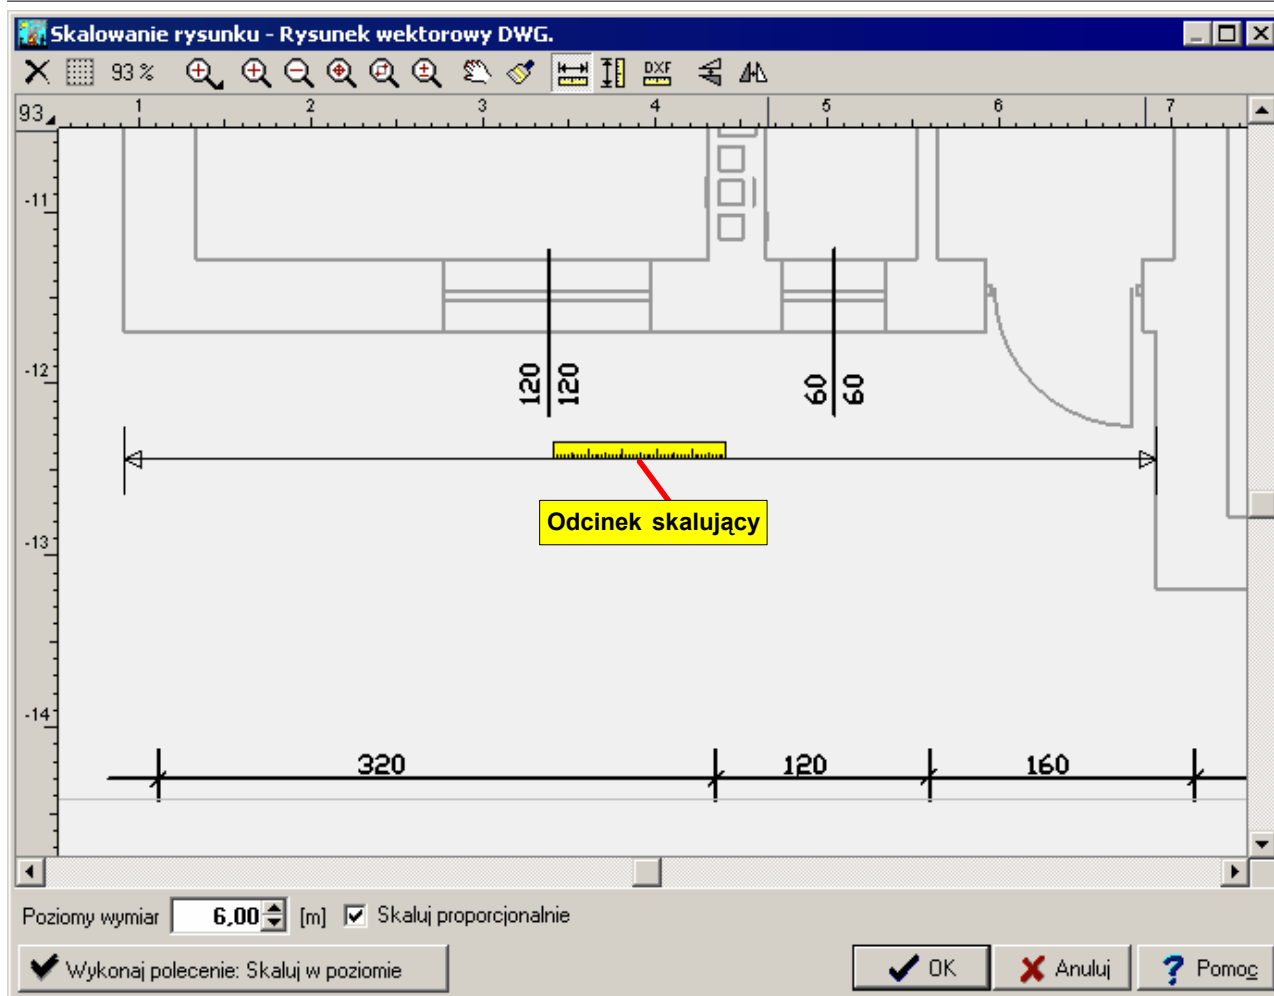 Skalowanie rysunku - Rysunek wektorowy DWG.
93 %
DXF
93
1 2 3 4 5 6 7
-11
-12
-13
-14
120 120
60 60
Odcinek skalujący
320 120 160
Poziomy wymiar 6,00 [m] Skaluj proporcjonalnie
Wykonaj polecenie: Skaluj w poziomie
OK Anuluj Pomoc